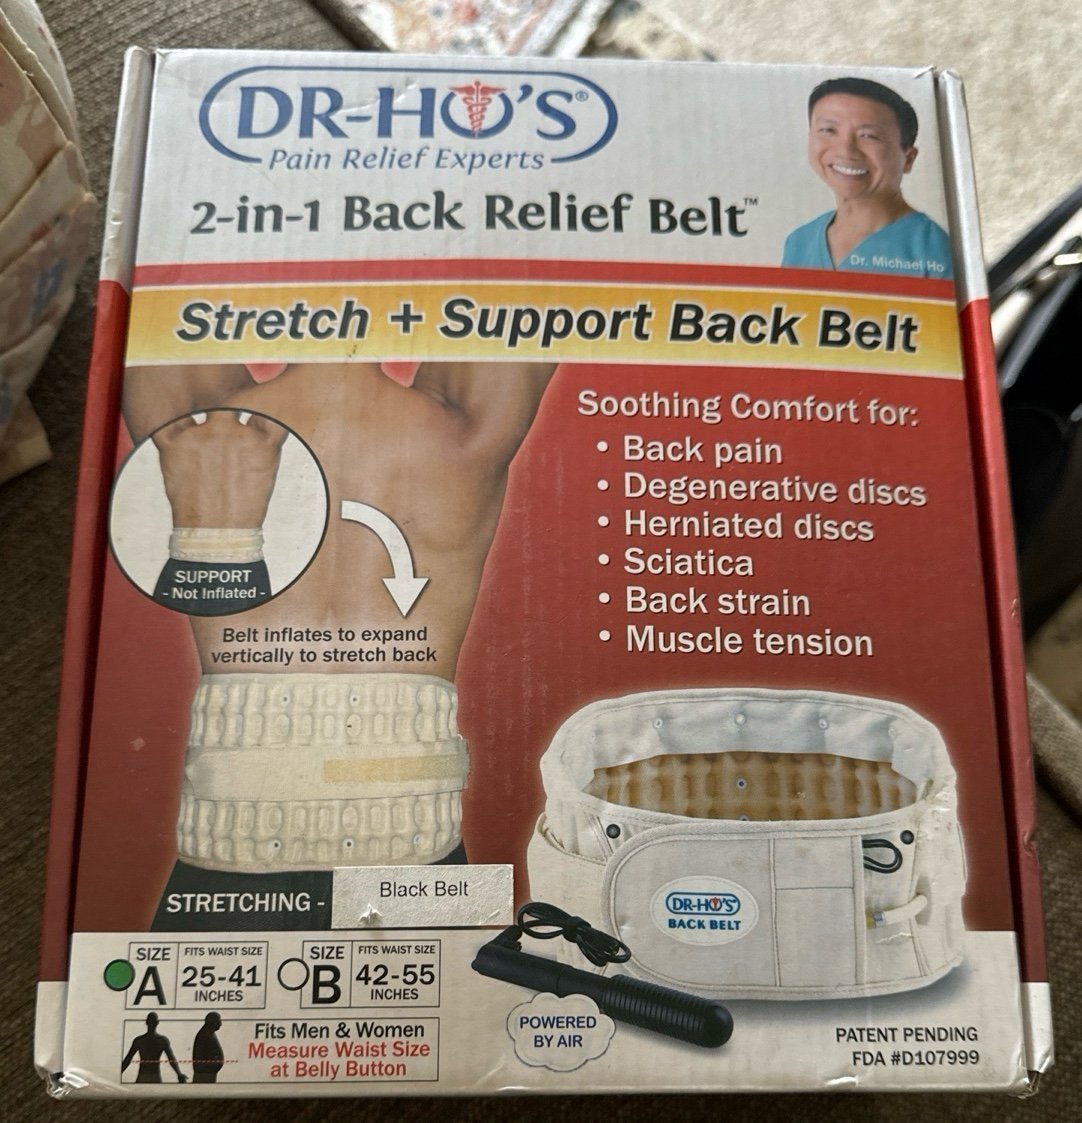 DR-HO'S®
Pain Relief Experts
2-in-1 Back Relief Belt™
Dr. Michael Ho
Stretch + Support Back Belt
Soothing Comfort for:
• Back pain
• Degenerative discs
• Herniated discs
• Sciatica
• Back strain
• Muscle tension
SUPPORT
- Not Inflated -
Belt inflates to expand
vertically to stretch back
STRETCHING -
Black Belt
DR-HO'S
BACK BELT
SIZE
A
FITS WAIST SIZE
25-41
INCHES
SIZE
B
FITS WAIST SIZE
42-55
INCHES
Fits Men & Women
Measure Waist Size
at Belly Button
POWERED
BY AIR
PATENT PENDING
FDA #D107999